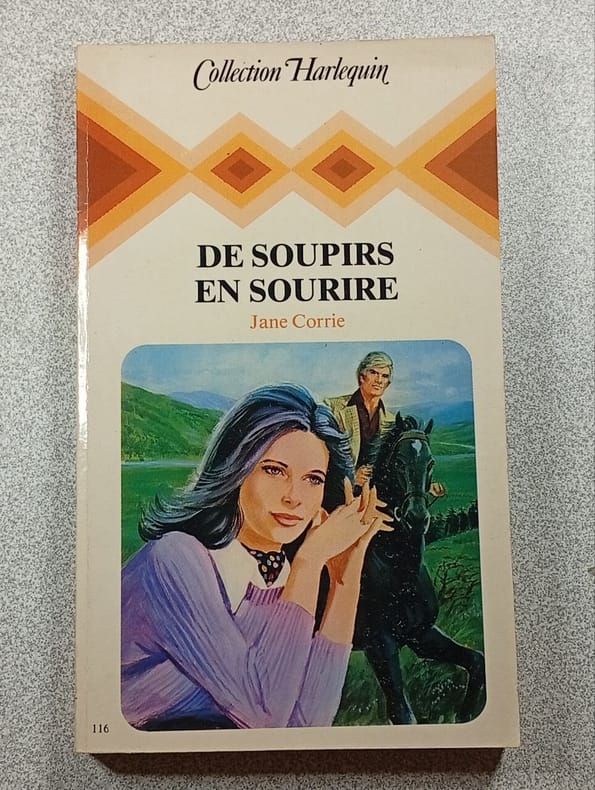 Collection Harlequin
DE SOUPIRS
EN SOURIRE
Jane Corrie
116